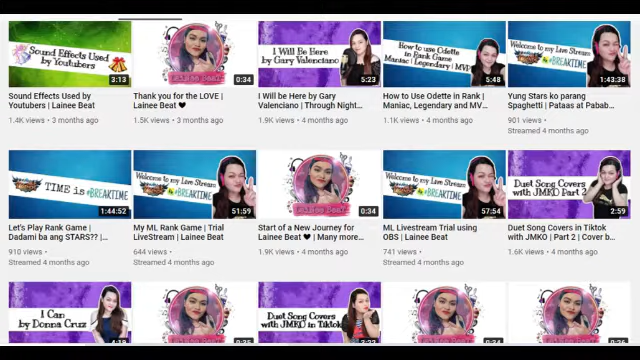 Sound Effects Used
by Youtubers
3:13
Lainee Beat
0:34
I Will Be Here
by Gary Valenciano
5:23
How to use Odette
in Rank Game
Maniac | Legendary | MVP
5:48
Welcome to my Live Stream
#BREAKTIME
1:43:38
Sound Effects Used by
Youtubers | Lainee Beat
1.4K views • 3 months ago
Thank you for the LOVE |
Lainee Beat ❤
1.5K views • 3 months ago
I Will be Here by Gary
Valenciano | Through Night...
1.9K views • 4 months ago
How to Use Odette in Rank |
Maniac, Legendary and MV...
1.1K views • 4 months ago
Yung Stars ko parang
Spaghetti | Pataas at Pabab...
901 views •
Streamed 4 months ago
TIME is #BREAKTIME
1:44:52
Welcome to my Live Stream
#BREAKTIME
51:59
0:34
Welcome to my Live Stream
#BREAKTIME
57:54
Duet Song Covers
with JMKO Part 2
2:59
Let's Play Rank Game |
Dadami ba ang STARS?? |...
910 views •
Streamed 4 months ago
My ML Rank Game | Trial
LiveStream | Lainee Beat
644 views •
Streamed 4 months ago
Start of a New Journey for
Lainee Beat ❤ | Many more...
1.9K views • 4 months ago
ML Livestream Trial using
OBS | Lainee Beat
741 views •
Streamed 4 months ago
Duet Song Covers in Tiktok
with JMKO | Part 2 | Cover b...
1.6K views • 4 months ago
I Can
by Donna Cruz
Duet Song Covers
with JMKO in Tiktok